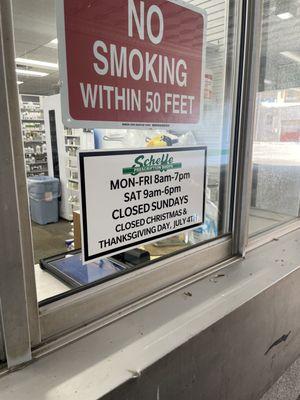 NO
SMOKING
WITHIN 50 FEET
Scheffe
MON-FRI 8am-7pm
SAT 9am-6pm
CLOSED SUNDAYS
CLOSED CHRISTMAS &
THANKSGIVING DAY, JULY 4TH